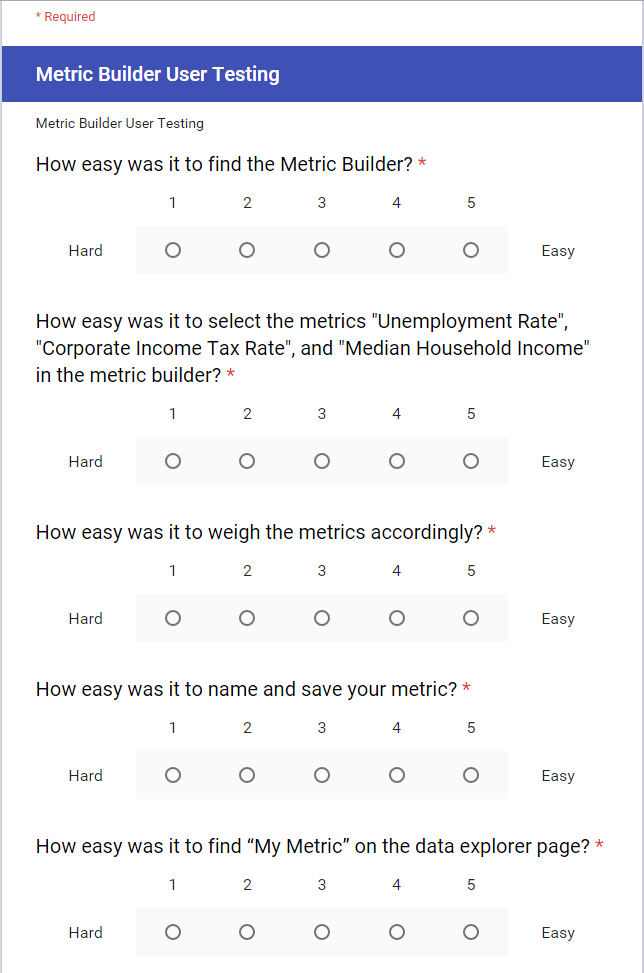 * Required
Metric Builder User Testing
Metric Builder User Testing
How easy was it to find the Metric Builder? *
1 2 3 4 5
Hard Easy
How easy was it to select the metrics "Unemployment Rate",
"Corporate Income Tax Rate", and "Median Household Income"
in the metric builder? *
1 2 3 4 5
Hard Easy
How easy was it to weigh the metrics accordingly? *
1 2 3 4 5
Hard Easy
How easy was it to name and save your metric? *
1 2 3 4 5
Hard Easy
How easy was it to find “My Metric” on the data explorer page? *
1 2 3 4 5
Hard Easy